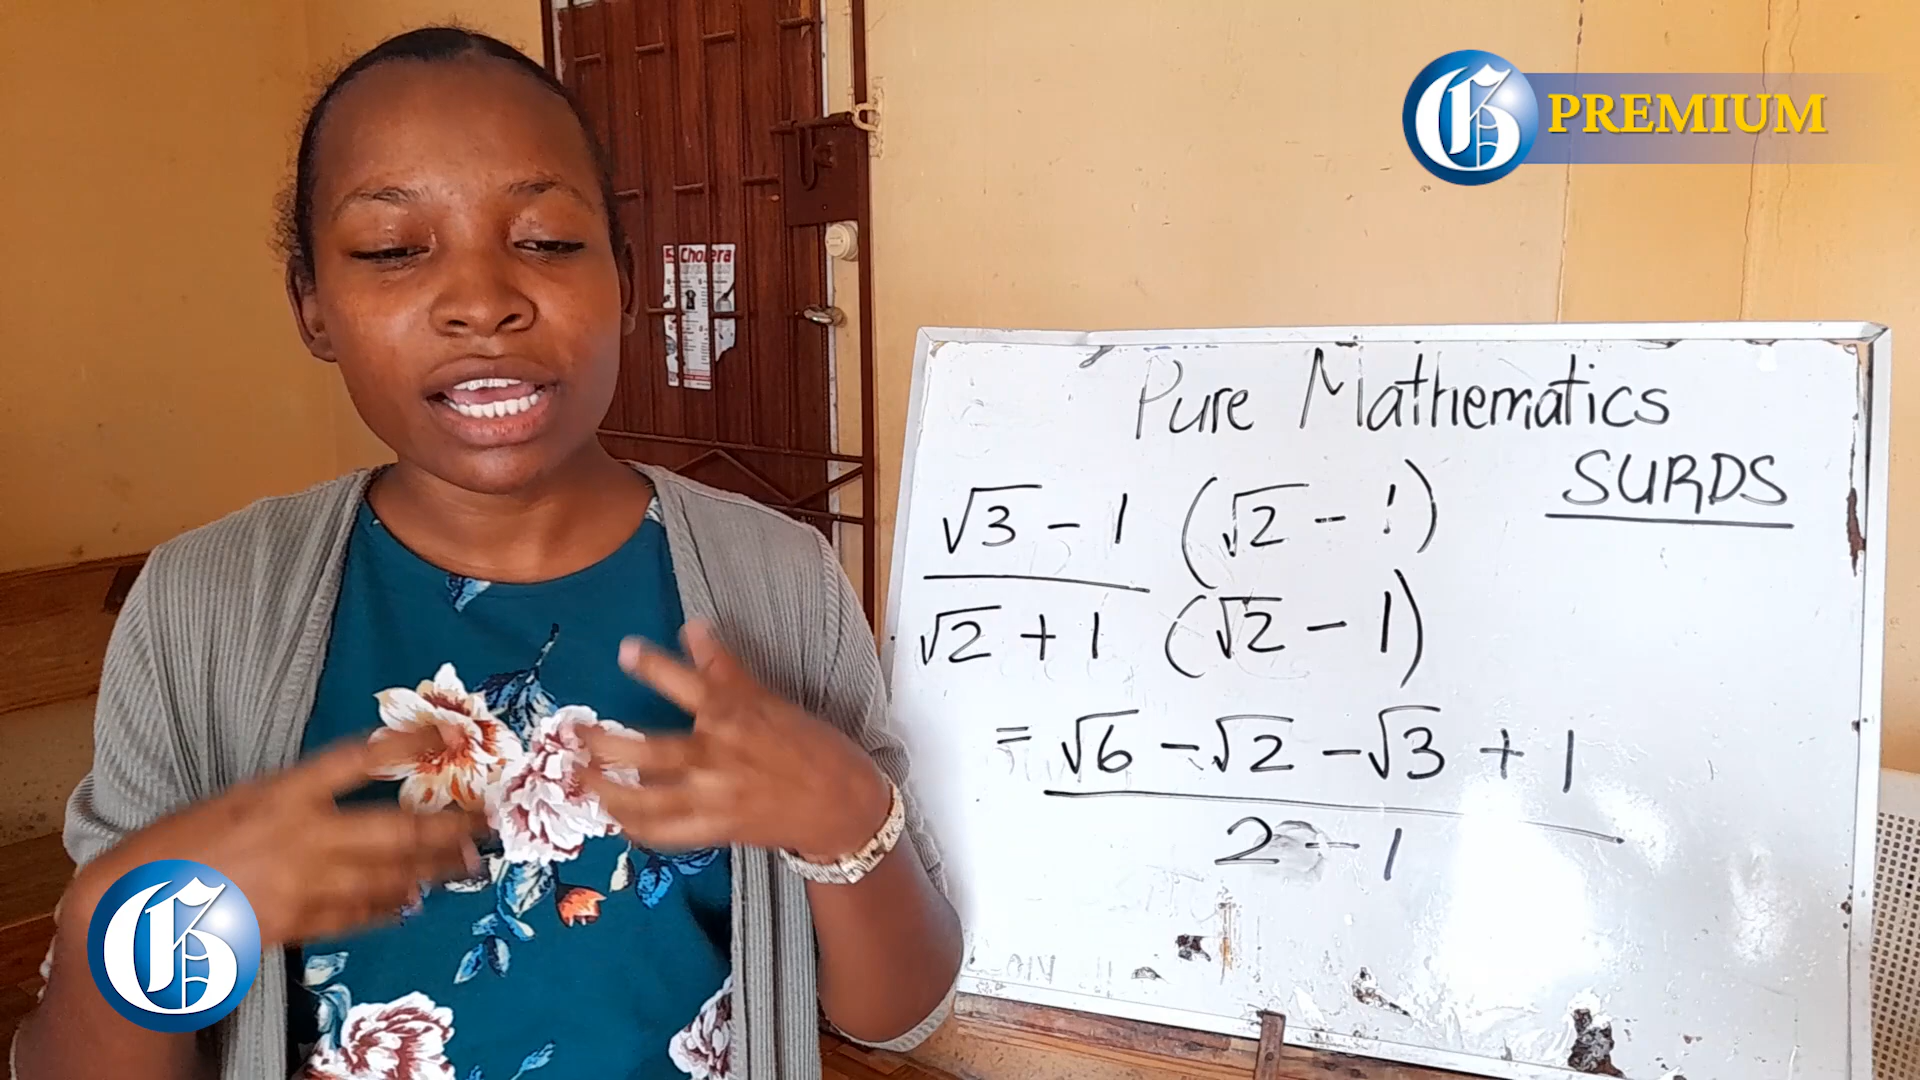 G PREMIUM
Cholera
Pure Mathematics
SURDS
√3 - 1 (√2 - 1)
√2 + 1 (√2 - 1)
= √6 - √2 - √3 + 1
2 - 1
G